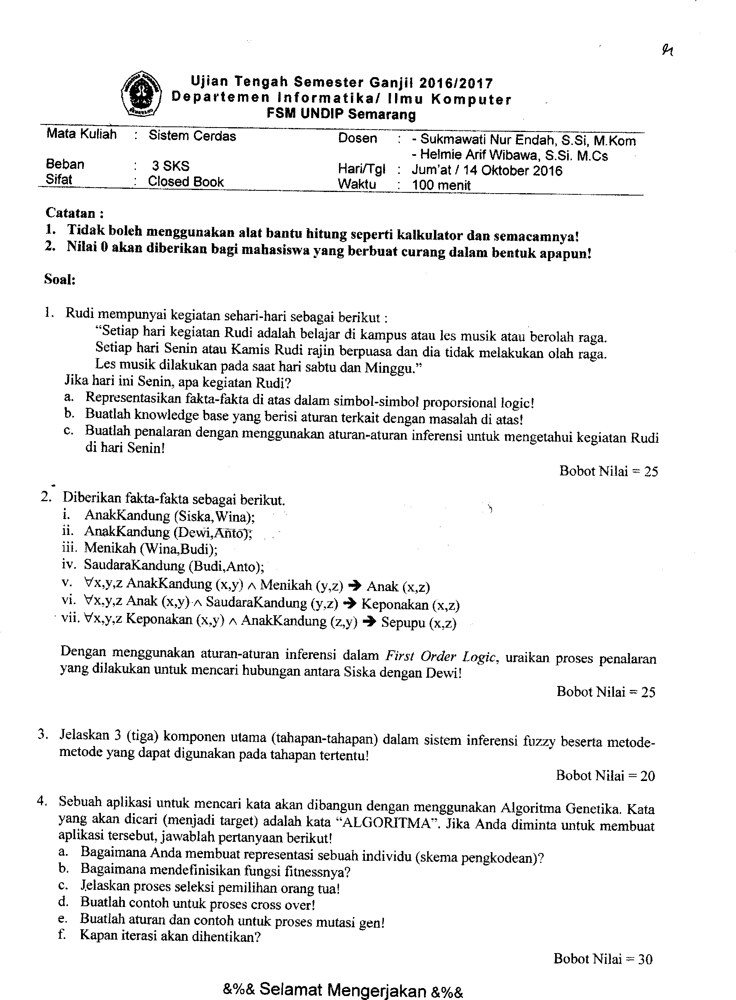 Ujian Tengah Semester Ganjil 2016/2017
Departemen Informatika/ Ilmu Komputer
FSM UNDIP Semarang
Mata Kuliah : Sistem Cerdas Dosen : - Sukmawati Nur Endah, S.Si, M.Kom
- Helmie Arif Wibawa, S.Si. M.Cs
Beban : 3 SKS Hari/Tgl : Jum'at / 14 Oktober 2016
Sifat : Closed Book Waktu : 100 menit
Catatan :
1. Tidak boleh menggunakan alat bantu hitung seperti kalkulator dan semacamnya!
2. Nilai 0 akan diberikan bagi mahasiswa yang berbuat curang dalam bentuk apapun!
Soal:
1. Rudi mempunyai kegiatan sehari-hari sebagai berikut :
“Setiap hari kegiatan Rudi adalah belajar di kampus atau les musik atau berolah raga.
Setiap hari Senin atau Kamis Rudi rajin berpuasa dan dia tidak melakukan olah raga.
Les musik dilakukan pada saat hari sabtu dan Minggu.”
Jika hari ini Senin, apa kegiatan Rudi?
a. Representasikan fakta-fakta di atas dalam simbol-simbol proporsional logic!
b. Buatlah knowledge base yang berisi aturan terkait dengan masalah di atas!
c. Buatlah penalaran dengan menggunakan aturan-aturan inferensi untuk mengetahui kegiatan Rudi
di hari Senin!
Bobot Nilai = 25
2. Diberikan fakta-fakta sebagai berikut.
i. AnakKandung (Siska,Wina);
ii. AnakKandung (Dewi,Anto);
iii. Menikah (Wina,Budi);
iv. SaudaraKandung (Budi,Anto);
v. ∀x,y,z AnakKandung (x,y) ∧ Menikah (y,z) ➔ Anak (x,z)
vi. ∀x,y,z Anak (x,y) ∧ SaudaraKandung (y,z) ➔ Keponakan (x,z)
vii. ∀x,y,z Keponakan (x,y) ∧ AnakKandung (z,y) ➔ Sepupu (x,z)
Dengan menggunakan aturan-aturan inferensi dalam First Order Logic, uraikan proses penalaran
yang dilakukan untuk mencari hubungan antara Siska dengan Dewi!
Bobot Nilai = 25
3. Jelaskan 3 (tiga) komponen utama (tahapan-tahapan) dalam sistem inferensi fuzzy beserta metode-
metode yang dapat digunakan pada tahapan tertentu!
Bobot Nilai = 20
4. Sebuah aplikasi untuk mencari kata akan dibangun dengan menggunakan Algoritma Genetika. Kata
yang akan dicari (menjadi target) adalah kata “ALGORITMA”. Jika Anda diminta untuk membuat
aplikasi tersebut, jawablah pertanyaan berikut!
a. Bagaimana Anda membuat representasi sebuah individu (skema pengkodean)?
b. Bagaimana mendefinisikan fungsi fitnessnya?
c. Jelaskan proses seleksi pemilihan orang tua!
d. Buatlah contoh untuk proses cross over!
e. Buatlah aturan dan contoh untuk proses mutasi gen!
f. Kapan iterasi akan dihentikan?
Bobot Nilai = 30
&%& Selamat Mengerjakan &%&